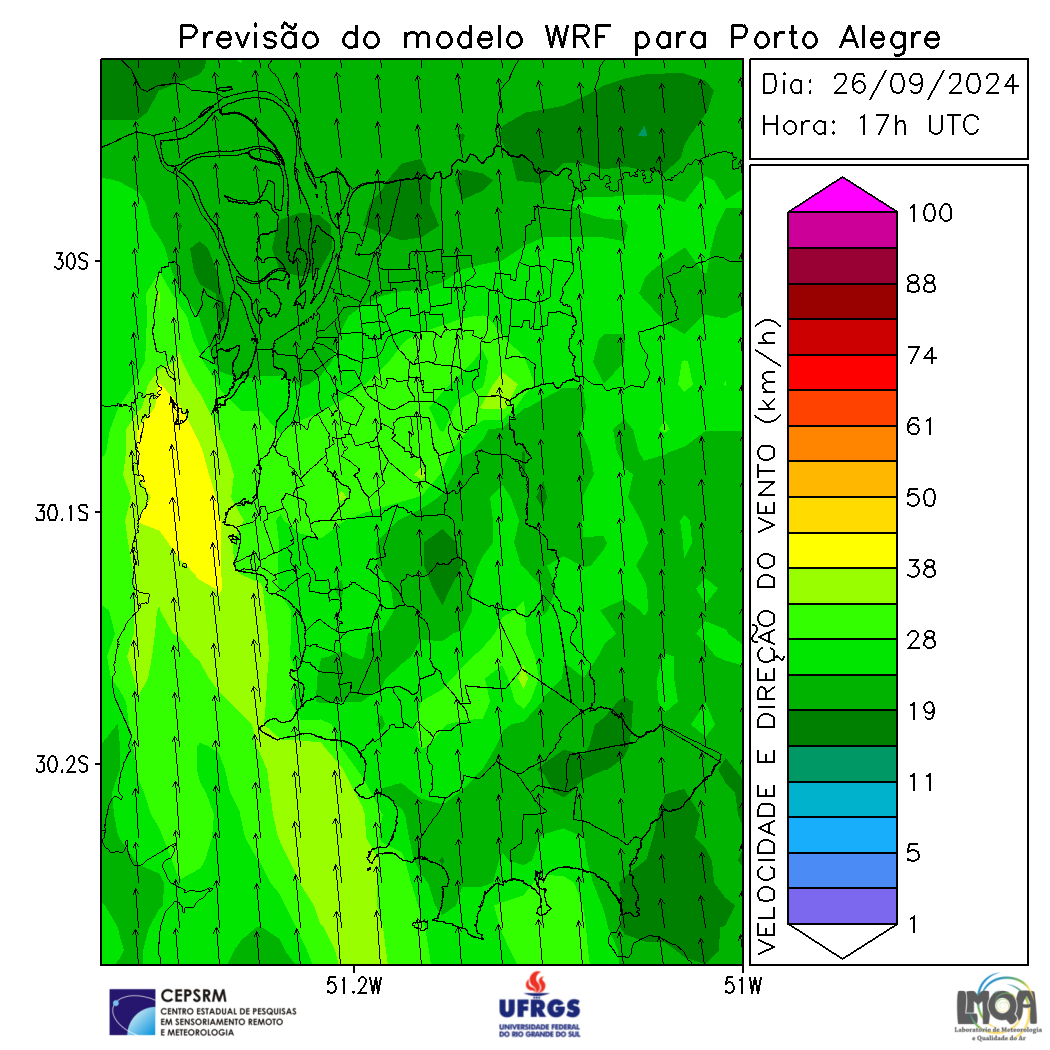 Previsão do modelo WRF para Porto Alegre
Dia: 26/09/2024
Hora: 17h UTC
30S
30.1S
30.2S
51.2W
51W
VELOCIDADE E DIREÇÃO DO VENTO (km/h)
100
88
74
61
50
38
28
19
11
5
1
CEPSRM
CENTRO ESTADUAL DE PESQUISAS
EM SENSORIAMENTO REMOTO
E METEOROLOGIA
UFRGS
UNIVERSIDADE FEDERAL
DO RIO GRANDE DO SUL
LMQA
Laboratório de Meteorologia
e Qualidade do Ar